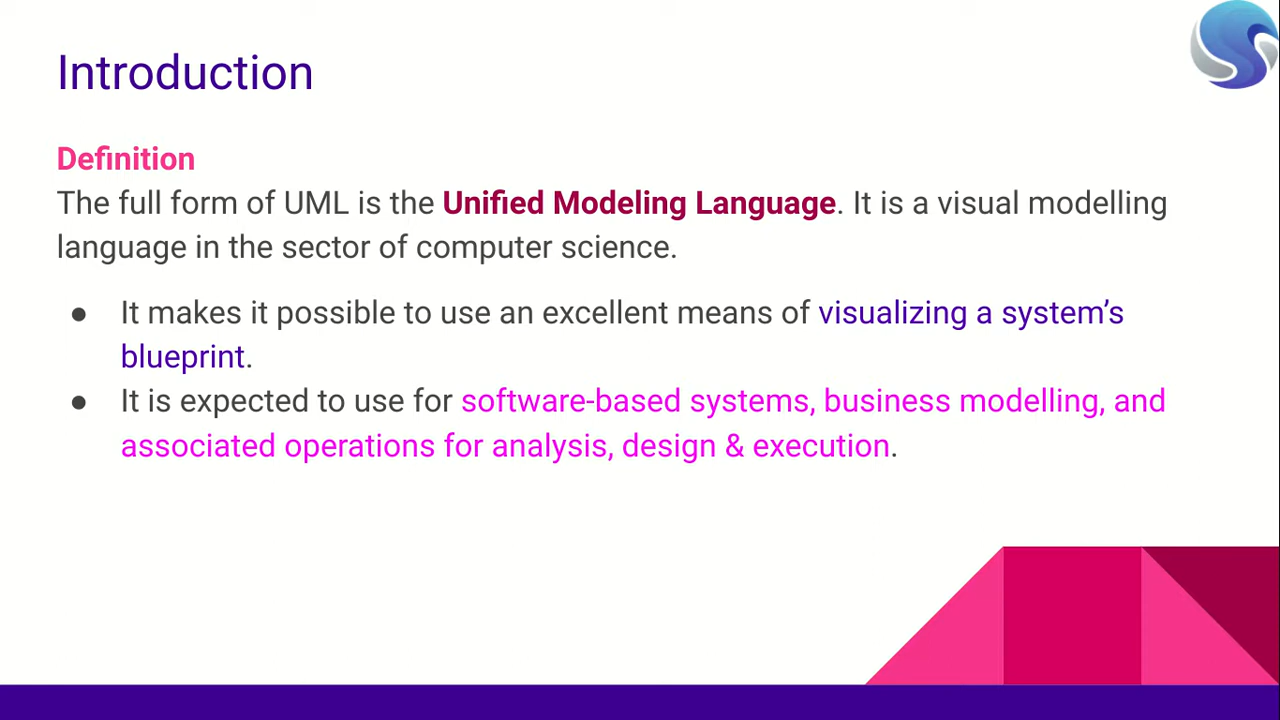 Introduction
Definition
The full form of UML is the Unified Modeling Language. It is a visual modelling
language in the sector of computer science.
● It makes it possible to use an excellent means of visualizing a system’s
blueprint.
● It is expected to use for software-based systems, business modelling, and
associated operations for analysis, design & execution.